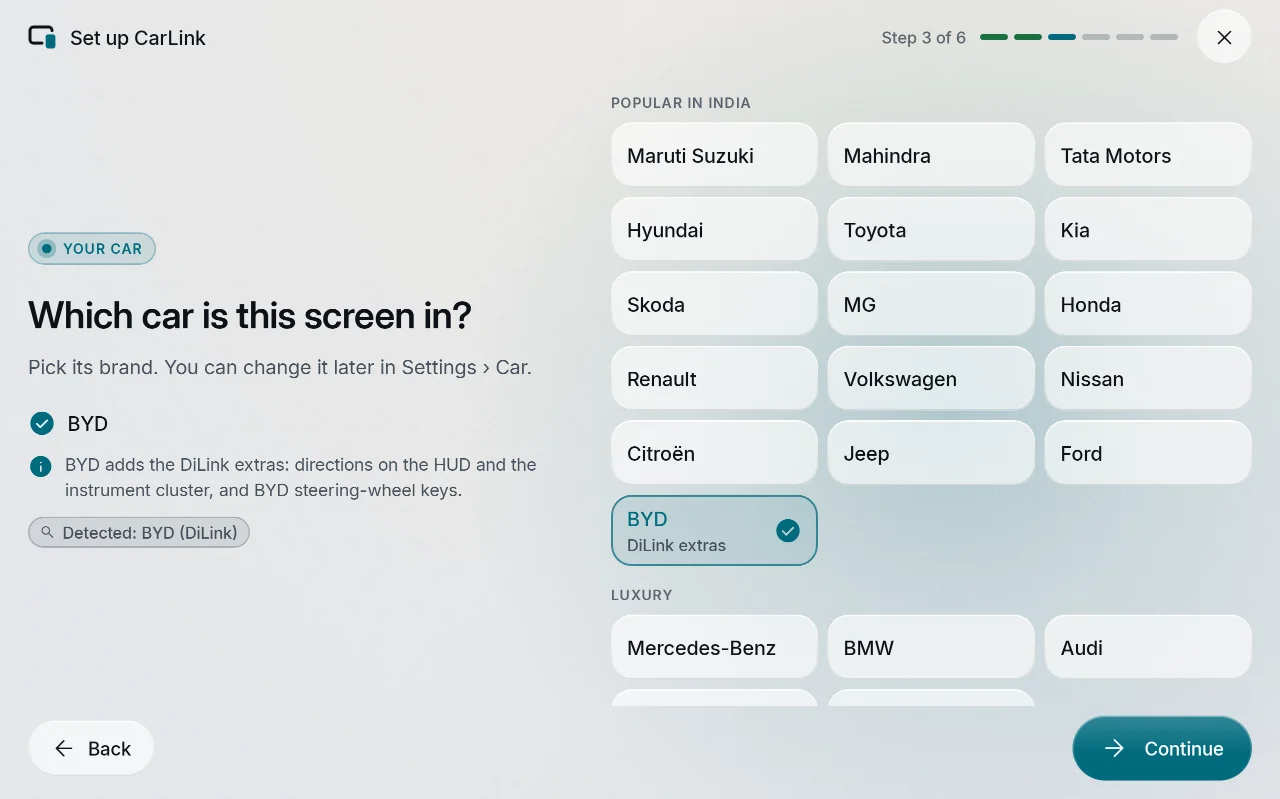 Set up CarLink
Step 3 of 6
YOUR CAR
Which car is this screen in?
Pick its brand. You can change it later in Settings › Car.
BYD
BYD adds the DiLink extras: directions on the HUD and the
instrument cluster, and BYD steering-wheel keys.
Detected: BYD (DiLink)
POPULAR IN INDIA
Maruti Suzuki
Mahindra
Tata Motors
Hyundai
Toyota
Kia
Skoda
MG
Honda
Renault
Volkswagen
Nissan
Citroën
Jeep
Ford
BYD
DiLink extras
LUXURY
Mercedes-Benz
BMW
Audi
Back
Continue